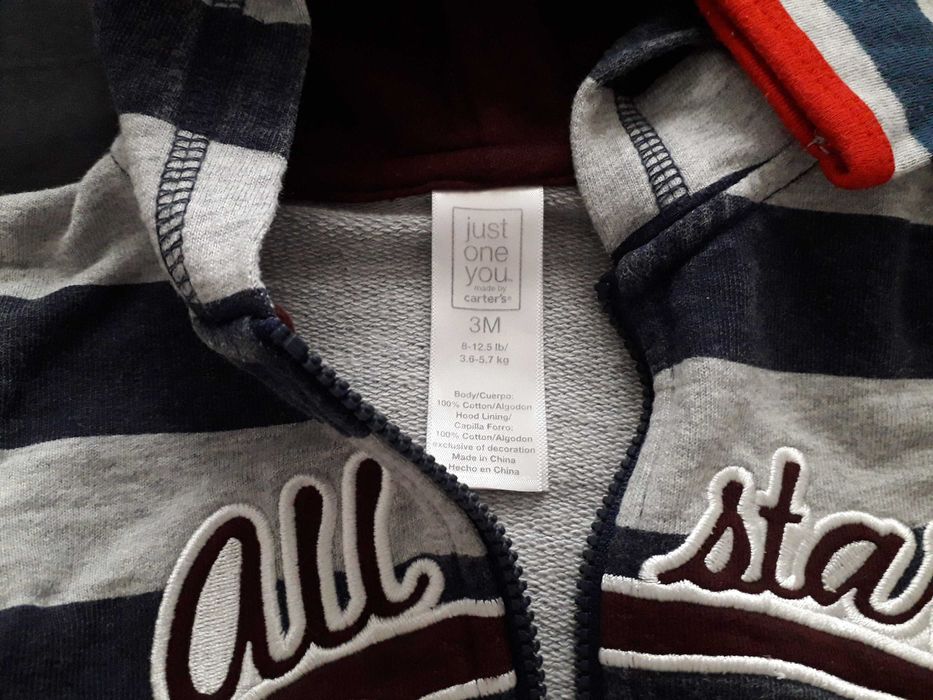 just
one
you™
made by
carter's®
3M
8-12.5 lb/
3.6-5.7 kg
Body/Cuerpo:
100% Cotton/Algodon
Hood Lining/
Capilla Forro:
100% Cotton/Algodon
exclusive of decoration
Made in China
Hecho en China
all sta